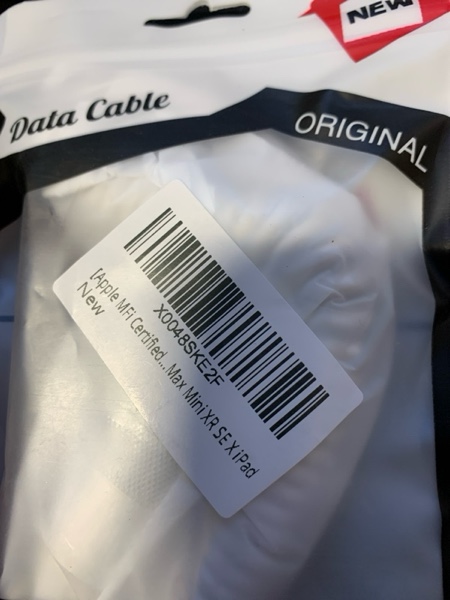 NEW
Data Cable
ORIGINAL
X0048SKE2F
[Apple MFi Certified...Max Mini XR SE X iPad
New